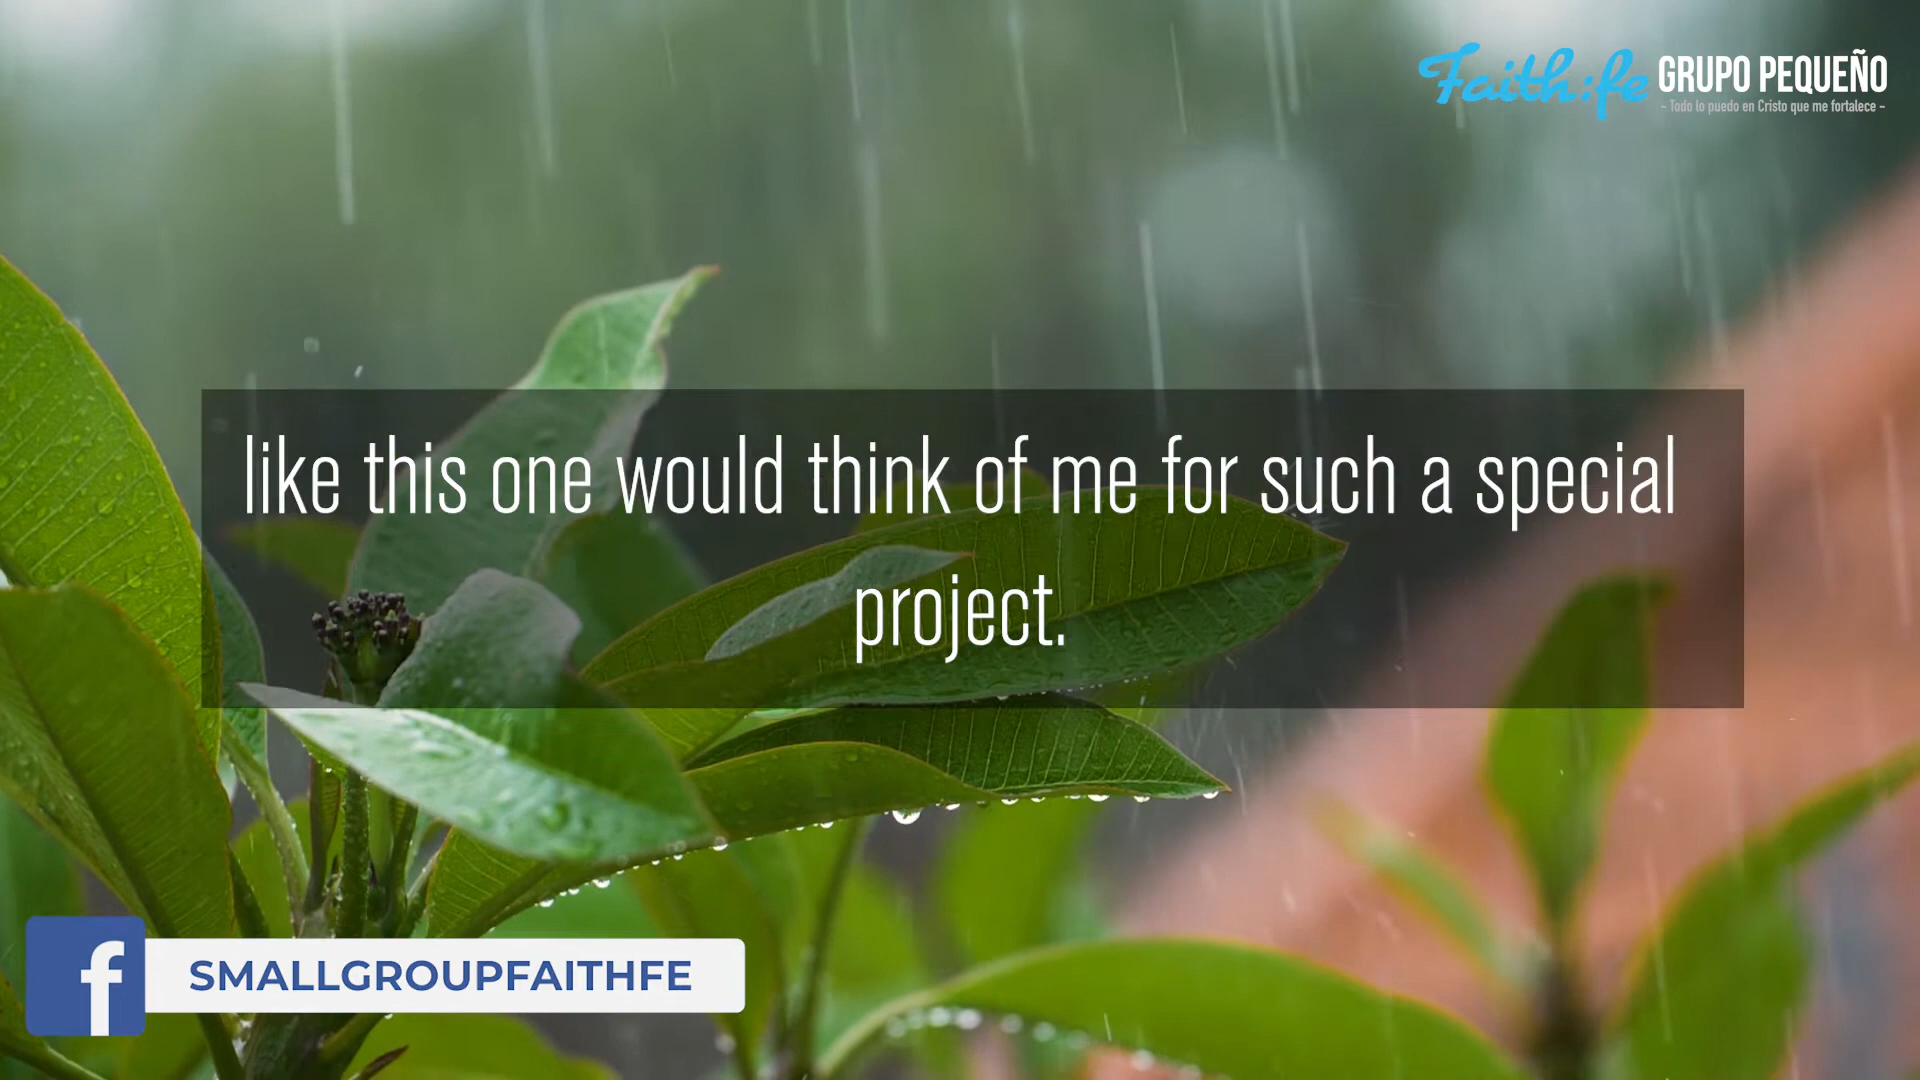 Faith:fe GRUPO PEQUEÑO
- Todo lo puedo en Cristo que me fortalece -
like this one would think of me for such a special
project.
f SMALLGROUPFAITHFE